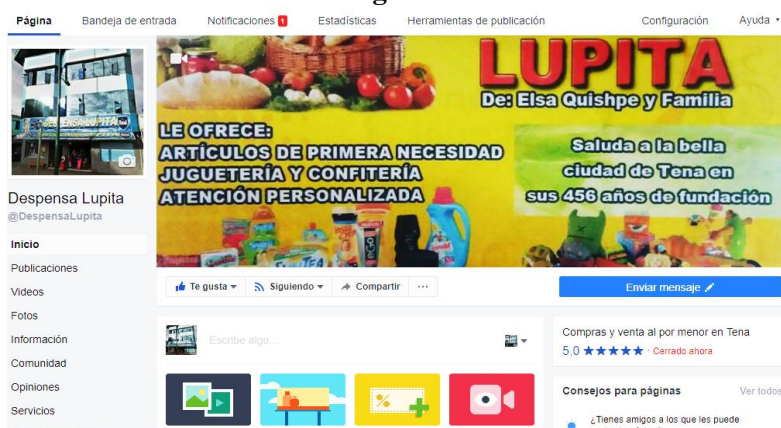 Página Bandeja de entrada Notificaciones 1 Estadísticas Herramientas de publicación Configuración Ayuda
LUPITA
De: Elsa Quishpe y Familia
LE OFRECE:
ARTÍCULOS DE PRIMERA NECESIDAD
JUGUETERÍA Y CONFITERÍA
ATENCIÓN PERSONALIZADA
Saluda a la bella
ciudad de Tena en
sus 456 años de fundación
DESPENSA LUPITA
Despensa Lupita
@DespensaLupita
Inicio
Publicaciones
Videos
Fotos
Información
Comunidad
Opiniones
Servicios
Te gusta Siguiendo Compartir ...
Enviar mensaje
Escribe algo...
Compras y venta al por menor en Tena
5,0 ★★★★★ · Cerrado ahora
Consejos para páginas Ver todos
¿Tienes amigos a los que les puede